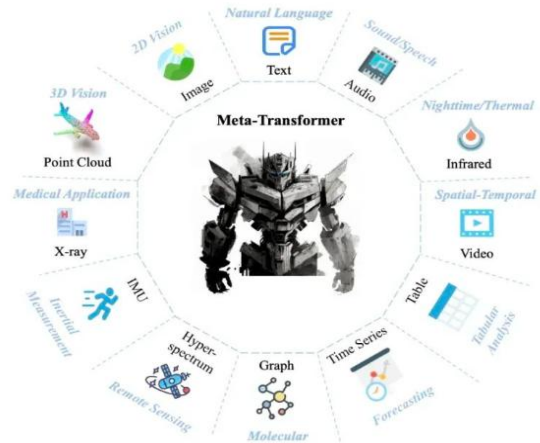 Natural Language
Text
Sound/Speech
Audio
Nighttime/Thermal
Infrared
Spatial-Temporal
Video
Tabular
Analysis
Table
Forecasting
Time Series
Molecular
Graph
Remote Sensing
Hyper-
spectrum
Inertial
Measurement
IMU
Medical Application
X-ray
3D Vision
Point Cloud
2D Vision
Image
Meta-Transformer